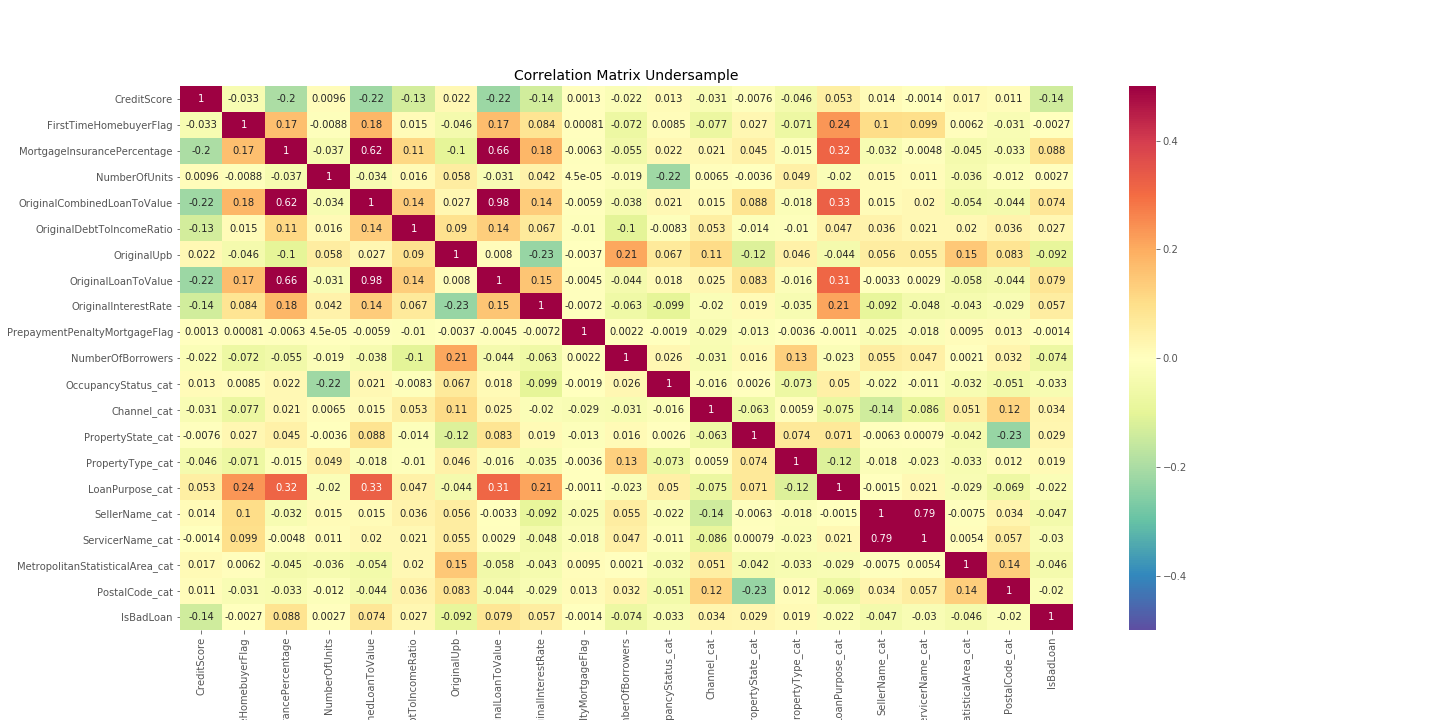 Correlation Matrix Undersample
CreditScore 1 -0.033 -0.2 0.0096 -0.22 -0.13 0.022 -0.22 -0.14 0.0013 -0.022 0.013 -0.031 -0.0076 -0.046 0.053 0.014 -0.0014 0.017 0.011 -0.14
FirstTimeHomebuyerFlag -0.033 1 0.17 -0.0088 0.18 0.015 -0.046 0.17 0.084 0.00081 -0.072 0.0085 -0.077 0.027 -0.071 0.24 0.1 0.099 0.0062 -0.031 -0.0027
MortgageInsurancePercentage -0.2 0.17 1 -0.037 0.62 0.11 -0.1 0.66 0.18 -0.0063 -0.055 0.022 0.021 0.045 -0.015 0.32 -0.032 -0.0048 -0.045 -0.033 0.088
NumberOfUnits 0.0096 -0.0088 -0.037 1 -0.034 0.016 0.058 -0.031 0.042 4.5e-05 -0.019 -0.22 0.0065 -0.0036 0.049 -0.02 0.015 0.011 -0.036 -0.012 0.0027
OriginalCombinedLoanToValue -0.22 0.18 0.62 -0.034 1 0.14 0.027 0.98 0.14 -0.0059 -0.038 0.021 0.015 0.088 -0.018 0.33 0.015 0.02 -0.054 -0.044 0.074
OriginalDebtToIncomeRatio -0.13 0.015 0.11 0.016 0.14 1 0.09 0.14 0.067 -0.01 -0.1 -0.0083 0.053 -0.014 -0.01 0.047 0.036 0.021 0.02 0.036 0.027
OriginalUpb 0.022 -0.046 -0.1 0.058 0.027 0.09 1 0.008 -0.23 -0.0037 0.21 0.067 0.11 -0.12 0.046 -0.044 0.056 0.055 0.15 0.083 -0.092
OriginalLoanToValue -0.22 0.17 0.66 -0.031 0.98 0.14 0.008 1 0.15 -0.0045 -0.044 0.018 0.025 0.083 -0.016 0.31 -0.0033 0.0029 -0.058 -0.044 0.079
OriginalInterestRate -0.14 0.084 0.18 0.042 0.14 0.067 -0.23 0.15 1 -0.0072 -0.063 -0.099 -0.02 0.019 -0.035 0.21 -0.092 -0.048 -0.043 -0.029 0.057
PrepaymentPenaltyMortgageFlag 0.0013 0.00081 -0.0063 4.5e-05 -0.0059 -0.01 -0.0037 -0.0045 -0.0072 1 0.0022 -0.0019 -0.029 -0.013 -0.0036 -0.0011 -0.025 -0.018 0.0095 0.013 -0.0014
NumberOfBorrowers -0.022 -0.072 -0.055 -0.019 -0.038 -0.1 0.21 -0.044 -0.063 0.0022 1 0.026 -0.031 0.016 0.13 -0.023 0.055 0.047 0.0021 0.032 -0.074
OccupancyStatus_cat 0.013 0.0085 0.022 -0.22 0.021 -0.0083 0.067 0.018 -0.099 -0.0019 0.026 1 -0.016 0.0026 -0.073 0.05 -0.022 -0.011 -0.032 -0.051 -0.033
Channel_cat -0.031 -0.077 0.021 0.0065 0.015 0.053 0.11 0.025 -0.02 -0.029 -0.031 -0.016 1 -0.063 0.0059 -0.075 -0.14 -0.086 0.051 0.12 0.034
PropertyState_cat -0.0076 0.027 0.045 -0.0036 0.088 -0.014 -0.12 0.083 0.019 -0.013 0.016 0.0026 -0.063 1 0.074 0.071 -0.0063 0.00079 -0.042 -0.23 0.029
PropertyType_cat -0.046 -0.071 -0.015 0.049 -0.018 -0.01 0.046 -0.016 -0.035 -0.0036 0.13 -0.073 0.0059 0.074 1 -0.12 -0.018 -0.023 -0.033 0.012 0.019
LoanPurpose_cat 0.053 0.24 0.32 -0.02 0.33 0.047 -0.044 0.31 0.21 -0.0011 -0.023 0.05 -0.075 0.071 -0.12 1 -0.0015 0.021 -0.029 -0.069 -0.022
SellerName_cat 0.014 0.1 -0.032 0.015 0.015 0.036 0.056 -0.0033 -0.092 -0.025 0.055 -0.022 -0.14 -0.0063 -0.018 -0.0015 1 0.79 -0.0075 0.034 -0.047
ServicerName_cat -0.0014 0.099 -0.0048 0.011 0.02 0.021 0.055 0.0029 -0.048 -0.018 0.047 -0.011 -0.086 0.00079 -0.023 0.021 0.79 1 0.0054 0.057 -0.03
MetropolitanStatisticalArea_cat 0.017 0.0062 -0.045 -0.036 -0.054 0.02 0.15 -0.058 -0.043 0.0095 0.0021 -0.032 0.051 -0.042 -0.033 -0.029 -0.0075 0.0054 1 0.14 -0.046
PostalCode_cat 0.011 -0.031 -0.033 -0.012 -0.044 0.036 0.083 -0.044 -0.029 0.013 0.032 -0.051 0.12 -0.23 0.012 -0.069 0.034 0.057 0.14 1 -0.02
IsBadLoan -0.14 -0.0027 0.088 0.0027 0.074 0.027 -0.092 0.079 0.057 -0.0014 -0.074 -0.033 0.034 0.029 0.019 -0.022 -0.047 -0.03 -0.046 -0.02 1
CreditScore
eHomebuyerFlag
rancePercentage
NumberOfUnits
nedLoanToValue
btToIncomeRatio
OriginalUpb
nalLoanToValue
ginalInterestRate
ltyMortgageFlag
mberOfBorrowers
pancyStatus_cat
Channel_cat
ropertyState_cat
ropertyType_cat
LoanPurpose_cat
SellerName_cat
ervicerName_cat
atisticalArea_cat
PostalCode_cat
IsBadLoan
0.4
0.2
0.0
−0.2
−0.4